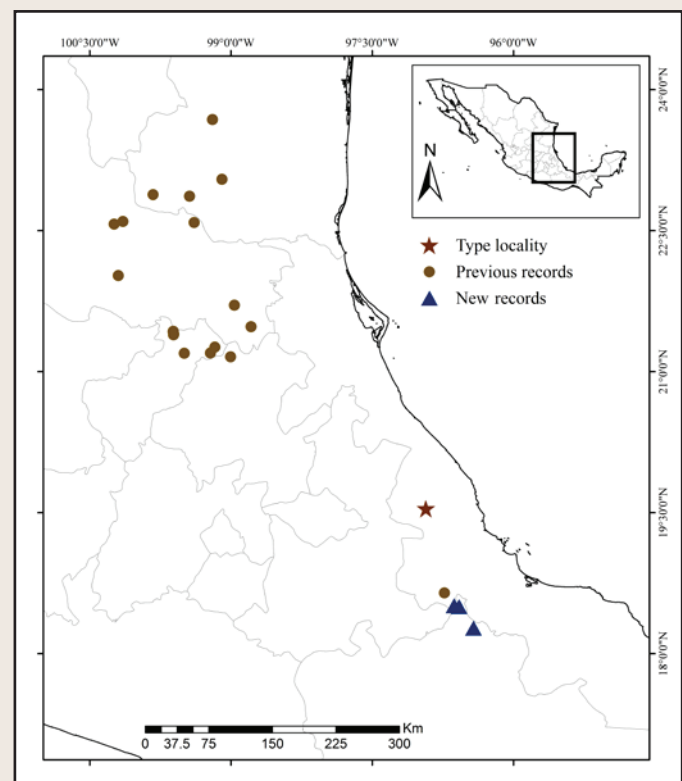 100°30'0"W 99°0'0"W 97°30'0"W 96°0'0"W
24°0'0"N
N
Type locality
22°30'0"N
Previous records
New records
21°0'0"N
19°30'0"N
18°0'0"N
Km
0 37.5 75 150 225 300